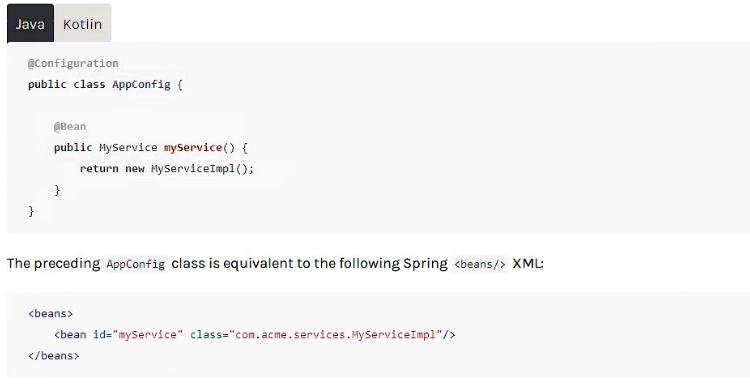 Java Kotlin
@Configuration
public class AppConfig {
@Bean
public MyService myService() {
return new MyServiceImpl();
}
}
The preceding AppConfig class is equivalent to the following Spring <beans/> XML:
<beans>
<bean id="myService" class="com.acme.services.MyServiceImpl"/>
</beans>